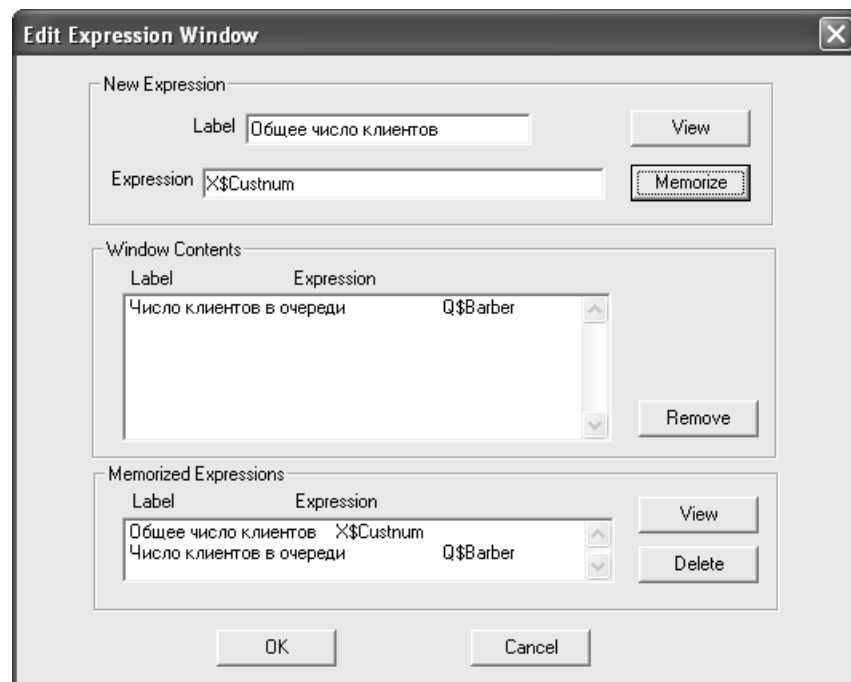 Edit Expression Window
New Expression
Label Общее число клиентов View
Expression X$Custnum Memorize
Window Contents
Label Expression
Число клиентов в очереди Q$Barber
Remove
Memorized Expressions
Label Expression
View
Общее число клиентов X$Custnum
Число клиентов в очереди Q$Barber
Delete
OK Cancel